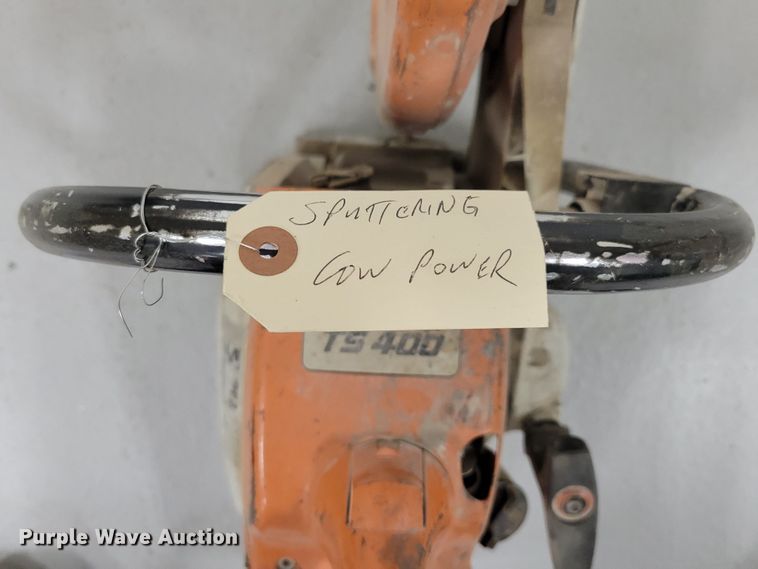 SPUTTERING
LOW POWER
TS 400
Purple Wave Auction